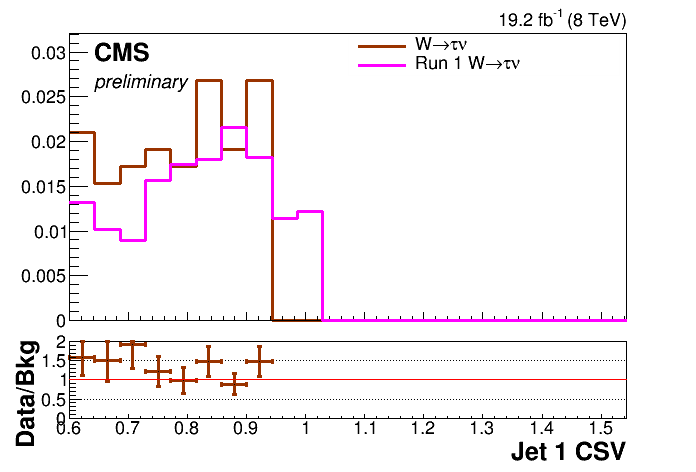 19.2 fb⁻¹ (8 TeV)
CMS
preliminary
W→τν
Run 1 W→τν
0.03
0.025
0.02
0.015
0.01
0.005
0
Data/Bkg
2
1.5
1
0.5
0
0.6 0.7 0.8 0.9 1 1.1 1.2 1.3 1.4 1.5
Jet 1 CSV